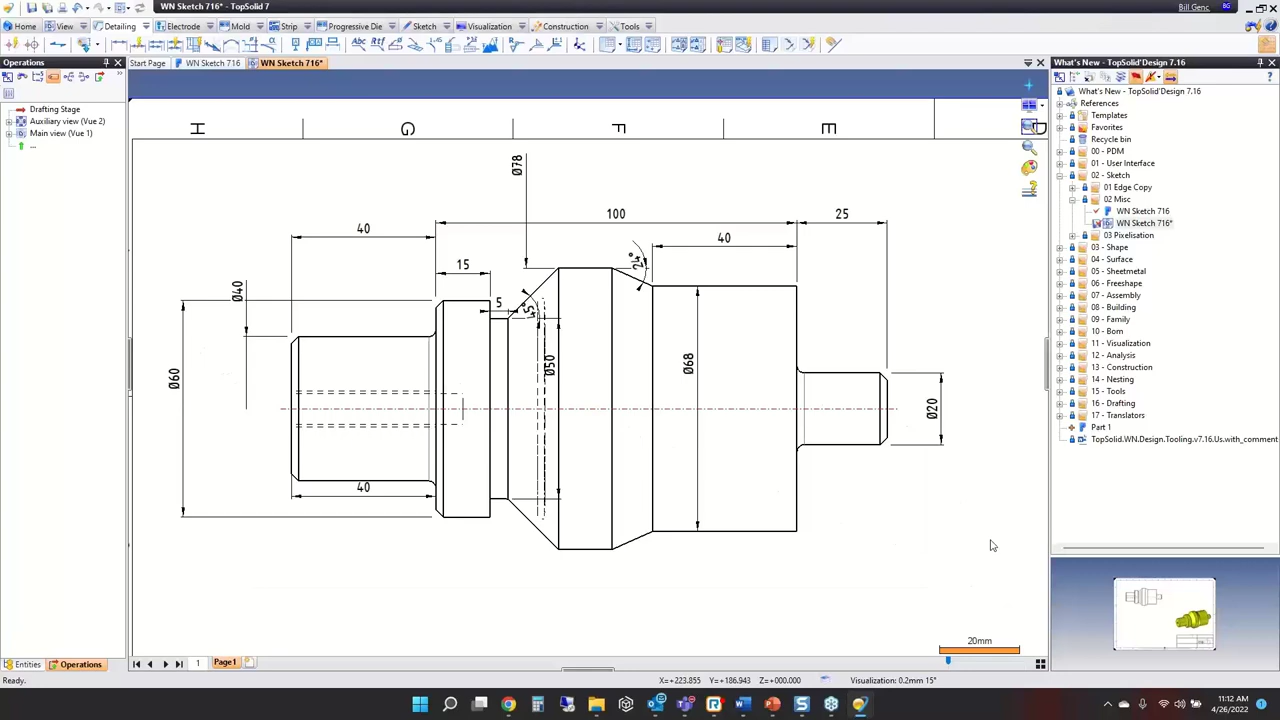 WN Sketch 716* - TopSolid 7
Bill Genc
Home View Detailing Electrode Mold Strip Progressive Die Sketch Visualization Construction Tools
Operations
Start Page WN Sketch 716 WN Sketch 716*
Drafting Stage
Auxiliary view (Vue 2)
Main view (Vue 1)
...
H G F E D
Ø78
100
25
40
40
15
24°
Ø40
5
45°
Ø60
Ø50
Ø68
Ø20
40
20mm
What's New - TopSolid'Design 7.16
What's New - TopSolid'Design 7.16
References
Templates
Favorites
Recycle bin
00 - PDM
01 - User Interface
02 - Sketch
01 Edge Copy
02 Misc
WN Sketch 716
WN Sketch 716*
03 Pixelisation
03 - Shape
04 - Surface
05 - Sheetmetal
06 - Freeshape
07 - Assembly
08 - Building
09 - Family
10 - Bom
11 - Visualization
12 - Analysis
13 - Construction
14 - Nesting
15 - Tools
16 - Drafting
17 - Translators
Part 1
TopSolid.WN.Design.Tooling.v7.16.Us.with_comment
Entities Operations
1 Page1
Ready.
X=+223.855 Y=+186.943 Z=+000.000 Visualization: 0.2mm 15°
11:12 AM
4/26/2022